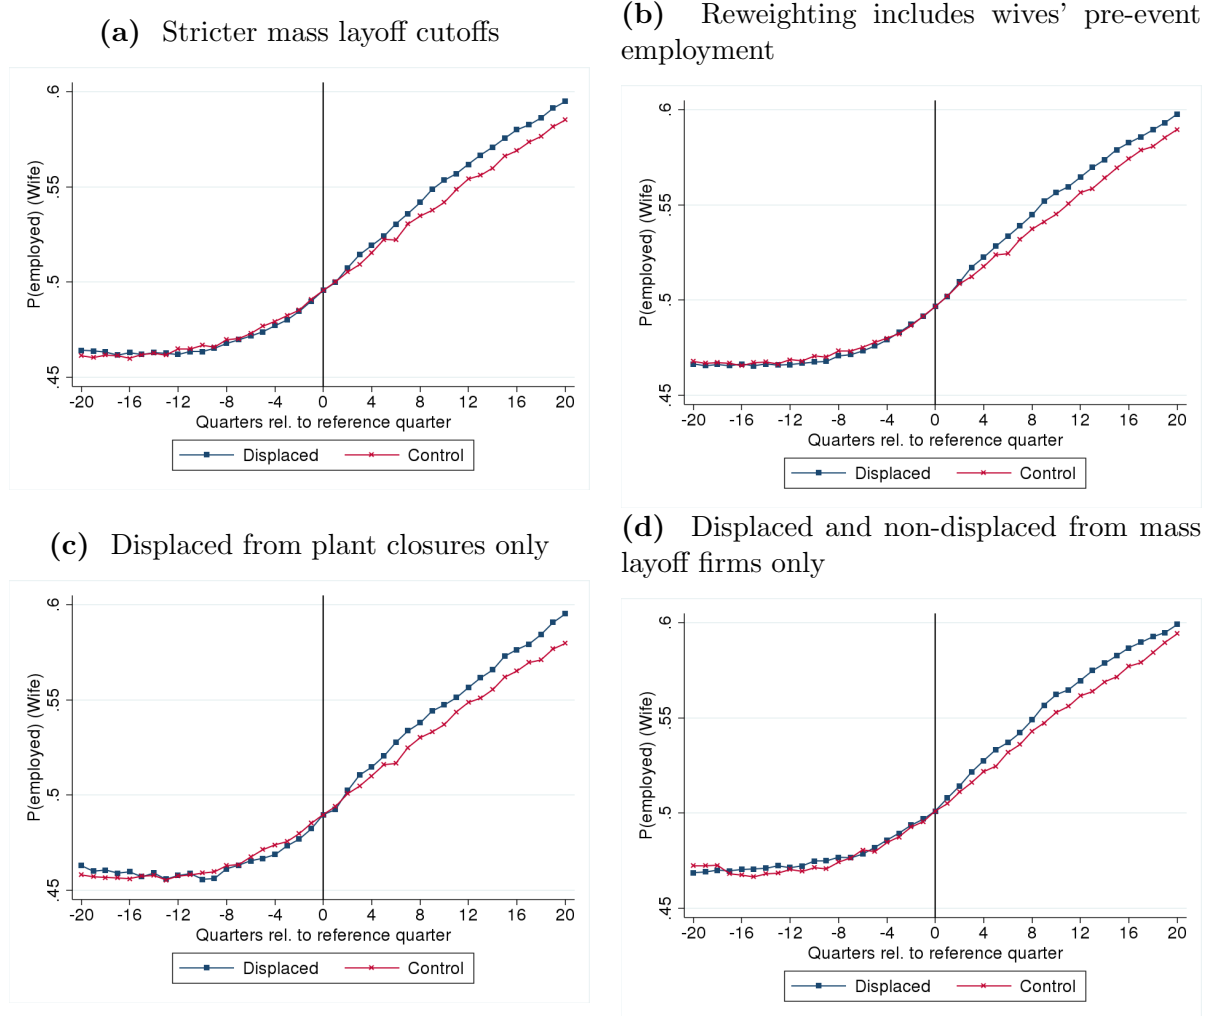 (a) Stricter mass layoff cutoffs
P(employed) (Wife)
.6
.55
.5
.45
-20 -16 -12 -8 -4 0 4 8 12 16 20
Quarters rel. to reference quarter
Displaced Control
(b) Reweighting includes wives' pre-event
employment
P(employed) (Wife)
.6
.55
.5
.45
-20 -16 -12 -8 -4 0 4 8 12 16 20
Quarters rel. to reference quarter
Displaced Control
(c) Displaced from plant closures only
P(employed) (Wife)
.6
.55
.5
.45
-20 -16 -12 -8 -4 0 4 8 12 16 20
Quarters rel. to reference quarter
Displaced Control
(d) Displaced and non-displaced from mass
layoff firms only
P(employed) (Wife)
.6
.55
.5
.45
-20 -16 -12 -8 -4 0 4 8 12 16 20
Quarters rel. to reference quarter
Displaced Control